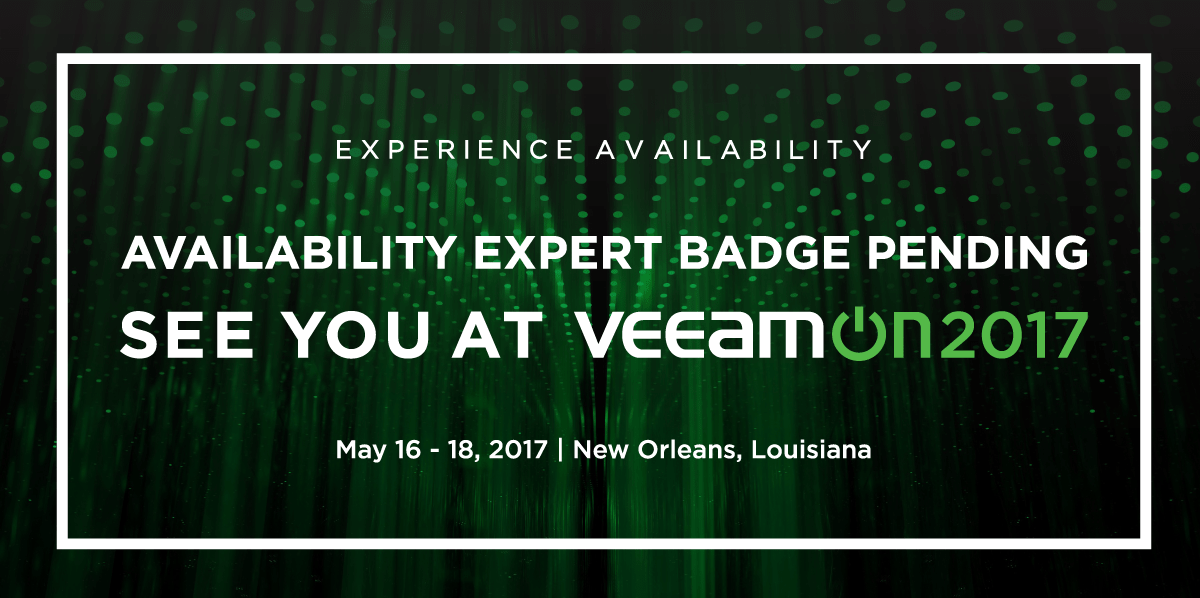 EXPERIENCE AVAILABILITY
AVAILABILITY EXPERT BADGE PENDING
SEE YOU AT VEEAMON2017
May 16 - 18, 2017 | New Orleans, Louisiana